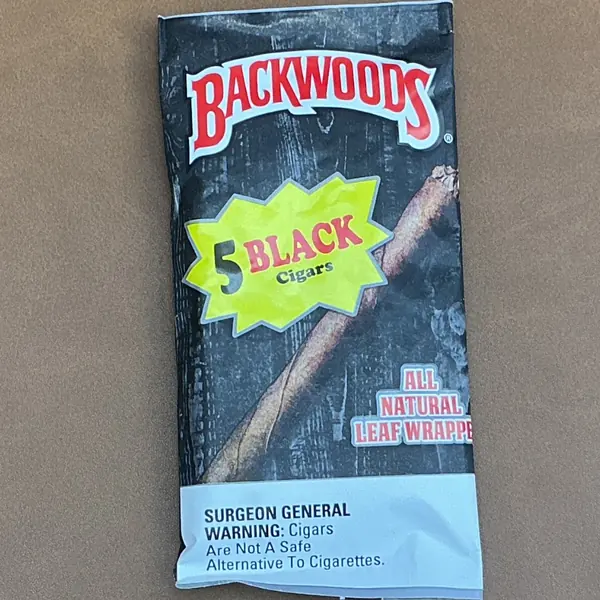 BACKWOODS
®
5 BLACK
Cigars
ALL
NATURAL
LEAF WRAPPE
SURGEON GENERAL
WARNING: Cigars
Are Not A Safe
Alternative To Cigarettes.